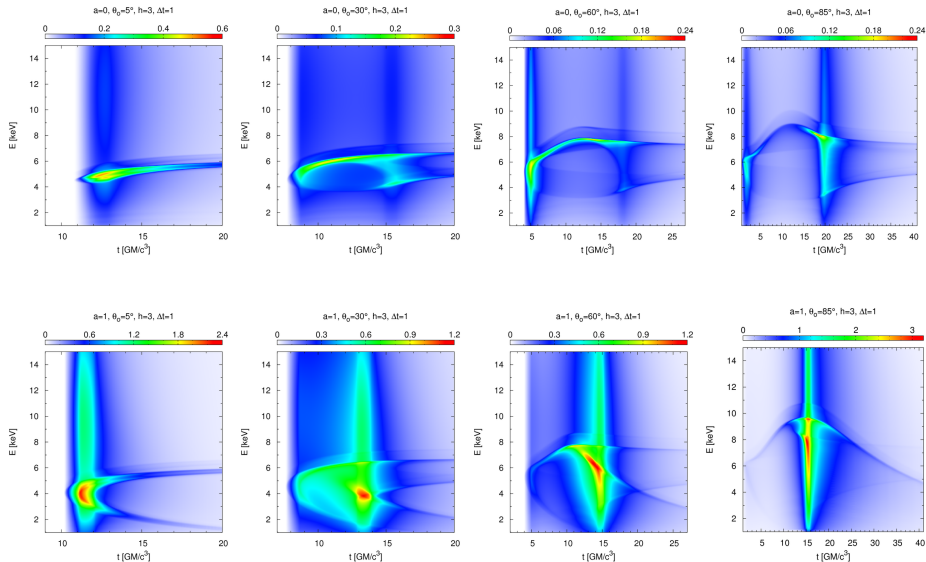 a=0, θₒ=5°, h=3, Δt=1
0 0.2 0.4 0.6
E [keV]
14
12
10
8
6
4
2
10 15 20
t [GM/c³]
a=0, θₒ=30°, h=3, Δt=1
0 0.1 0.2 0.3
E [keV]
14
12
10
8
6
4
2
10 15 20
t [GM/c³]
a=0, θₒ=60°, h=3, Δt=1
0 0.06 0.12 0.18 0.24
E [keV]
14
12
10
8
6
4
2
5 10 15 20 25
t [GM/c³]
a=0, θₒ=85°, h=3, Δt=1
0 0.06 0.12 0.18 0.24
E [keV]
14
12
10
8
6
4
2
5 10 15 20 25 30 35 40
t [GM/c³]
a=1, θₒ=5°, h=3, Δt=1
0 0.6 1.2 1.8 2.4
E [keV]
14
12
10
8
6
4
2
10 15 20
t [GM/c³]
a=1, θₒ=30°, h=3, Δt=1
0 0.3 0.6 0.9 1.2
E [keV]
14
12
10
8
6
4
2
10 15 20
t [GM/c³]
a=1, θₒ=60°, h=3, Δt=1
0 0.3 0.6 0.9 1.2
E [keV]
14
12
10
8
6
4
2
5 10 15 20 25
t [GM/c³]
a=1, θₒ=85°, h=3, Δt=1
0 1 2 3
E [keV]
14
12
10
8
6
4
2
5 10 15 20 25 30 35 40
t [GM/c³]